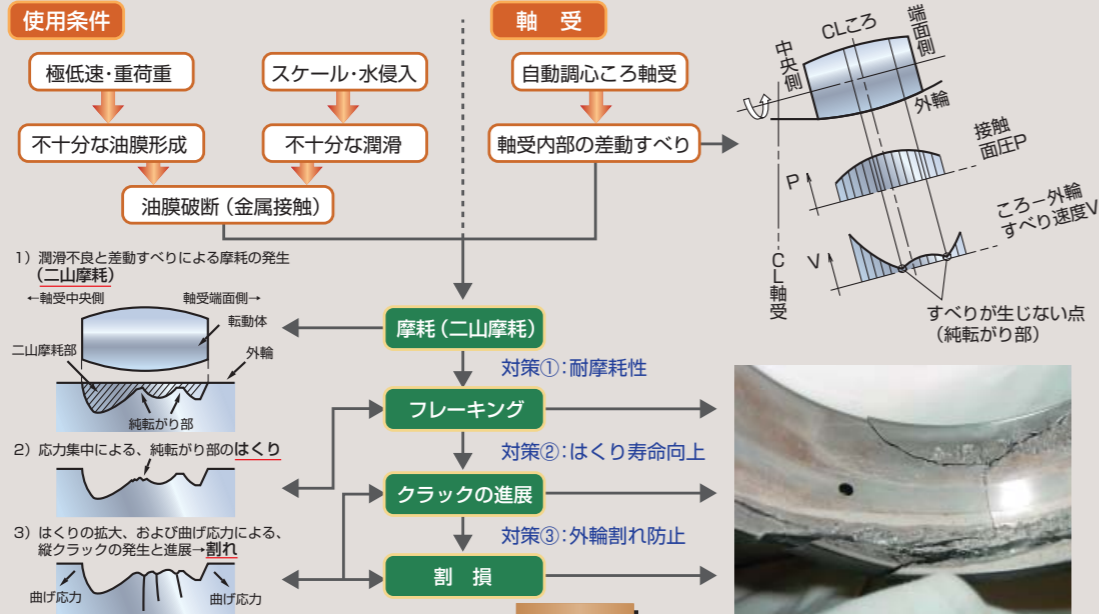 使用条件
軸 受
極低速・重荷重
スケール・水侵入
自動調心ころ軸受
不十分な油膜形成
不十分な潤滑
軸受内部の差動すべり
油膜破断(金属接触)
中央側
CLころ
端面側
外輪
接触
面圧P
P
ころー外輪
すべり速度V
V
CL軸受
すべりが生じない点
(純転がり部)
1)潤滑不良と差動すべりによる摩耗の発生
(二山摩耗)
←軸受中央側
軸受端面側→
転動体
二山摩耗部
外輪
純転がり部
2)応力集中による、純転がり部のはくり
3)はくりの拡大、および曲げ応力による、
縦クラックの発生と進展→割れ
曲げ応力
曲げ応力
摩耗(二山摩耗)
対策①:耐摩耗性
フレーキング
対策②:はくり寿命向上
クラックの進展
対策③:外輪割れ防止
割 損